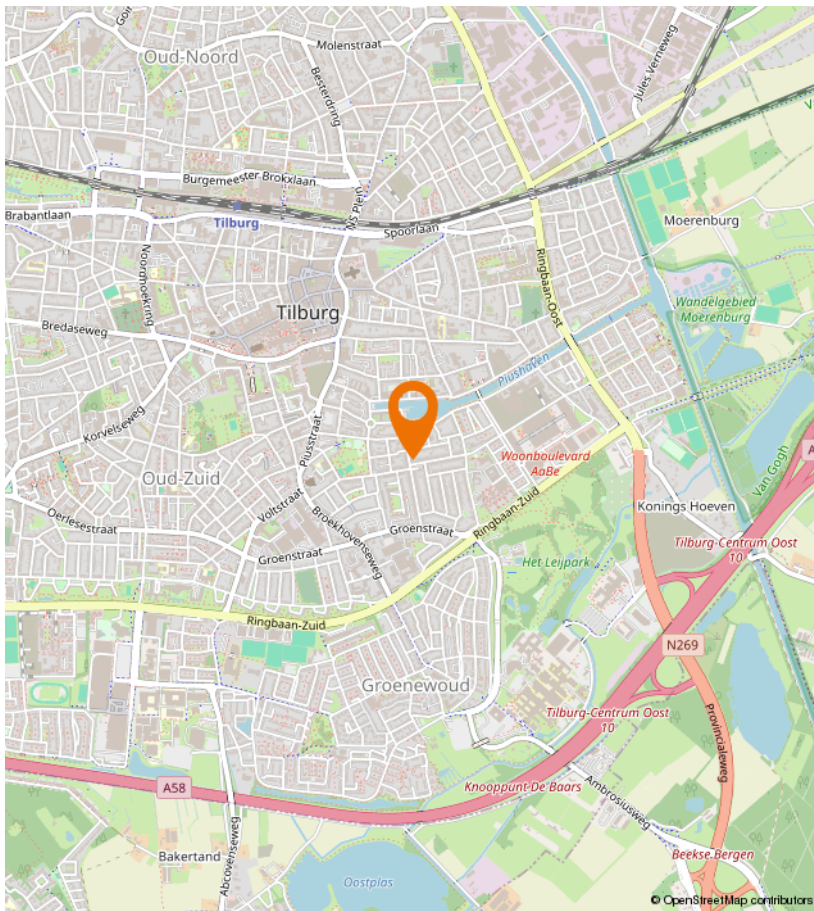 Goi
Oud-Noord
Molenstraat
Besterdring
Jules Verneweg
Burgemeester Brokxlaan
Brabantlaan
Tilburg
NS Plein
Spoorlaan
Moerenburg
Noordhoekring
Ringbaan-Oost
Tilburg
Wandelgebied
Moerenburg
Bredaseweg
Piushaven
Korvelseweg
Piusstraat
Woonboulevard
AaBe
Van Gogh
A
Oud-Zuid
Voltstraat
Oerlesestraat
Broekhovenseweg
Groenstraat
Ringbaan-Zuid
Konings Hoeven
Groenstraat
Het Leijpark
Tilburg-Centrum Oost
10
Ringbaan-Zuid
N269
Groenewoud
Tilburg-Centrum Oost
10
Provincialeweg
A58
Knooppunt De Baars
Ambrosiusweg
Abcovenseweg
Bakertand
Oostplas
Beekse Bergen
© OpenStreetMap contributors